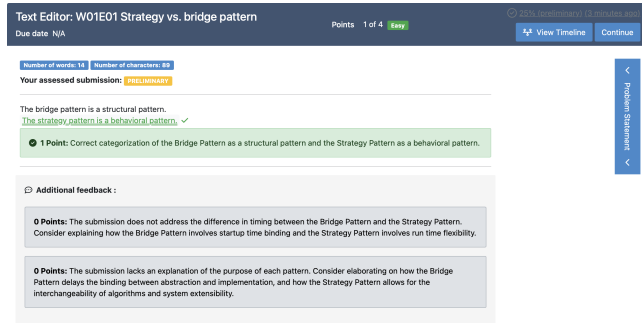 Text Editor: W01E01 Strategy vs. bridge pattern
Due date N/A
Points 1 of 4 Easy
25% (preliminary) (3 minutes ago)
View Timeline
Continue
Number of words: 14 Number of characters: 89
Your assessed submission: PRELIMINARY
The bridge pattern is a structural pattern.
The strategy pattern is a behavioral pattern.
1 Point: Correct categorization of the Bridge Pattern as a structural pattern and the Strategy Pattern as a behavioral pattern.
Additional feedback :
0 Points: The submission does not address the difference in timing between the Bridge Pattern and the Strategy Pattern.
Consider explaining how the Bridge Pattern involves startup time binding and the Strategy Pattern involves run time flexibility.
0 Points: The submission lacks an explanation of the purpose of each pattern. Consider elaborating on how the Bridge
Pattern delays the binding between abstraction and implementation, and how the Strategy Pattern allows for the
interchangeability of algorithms and system extensibility.
Problem Statement